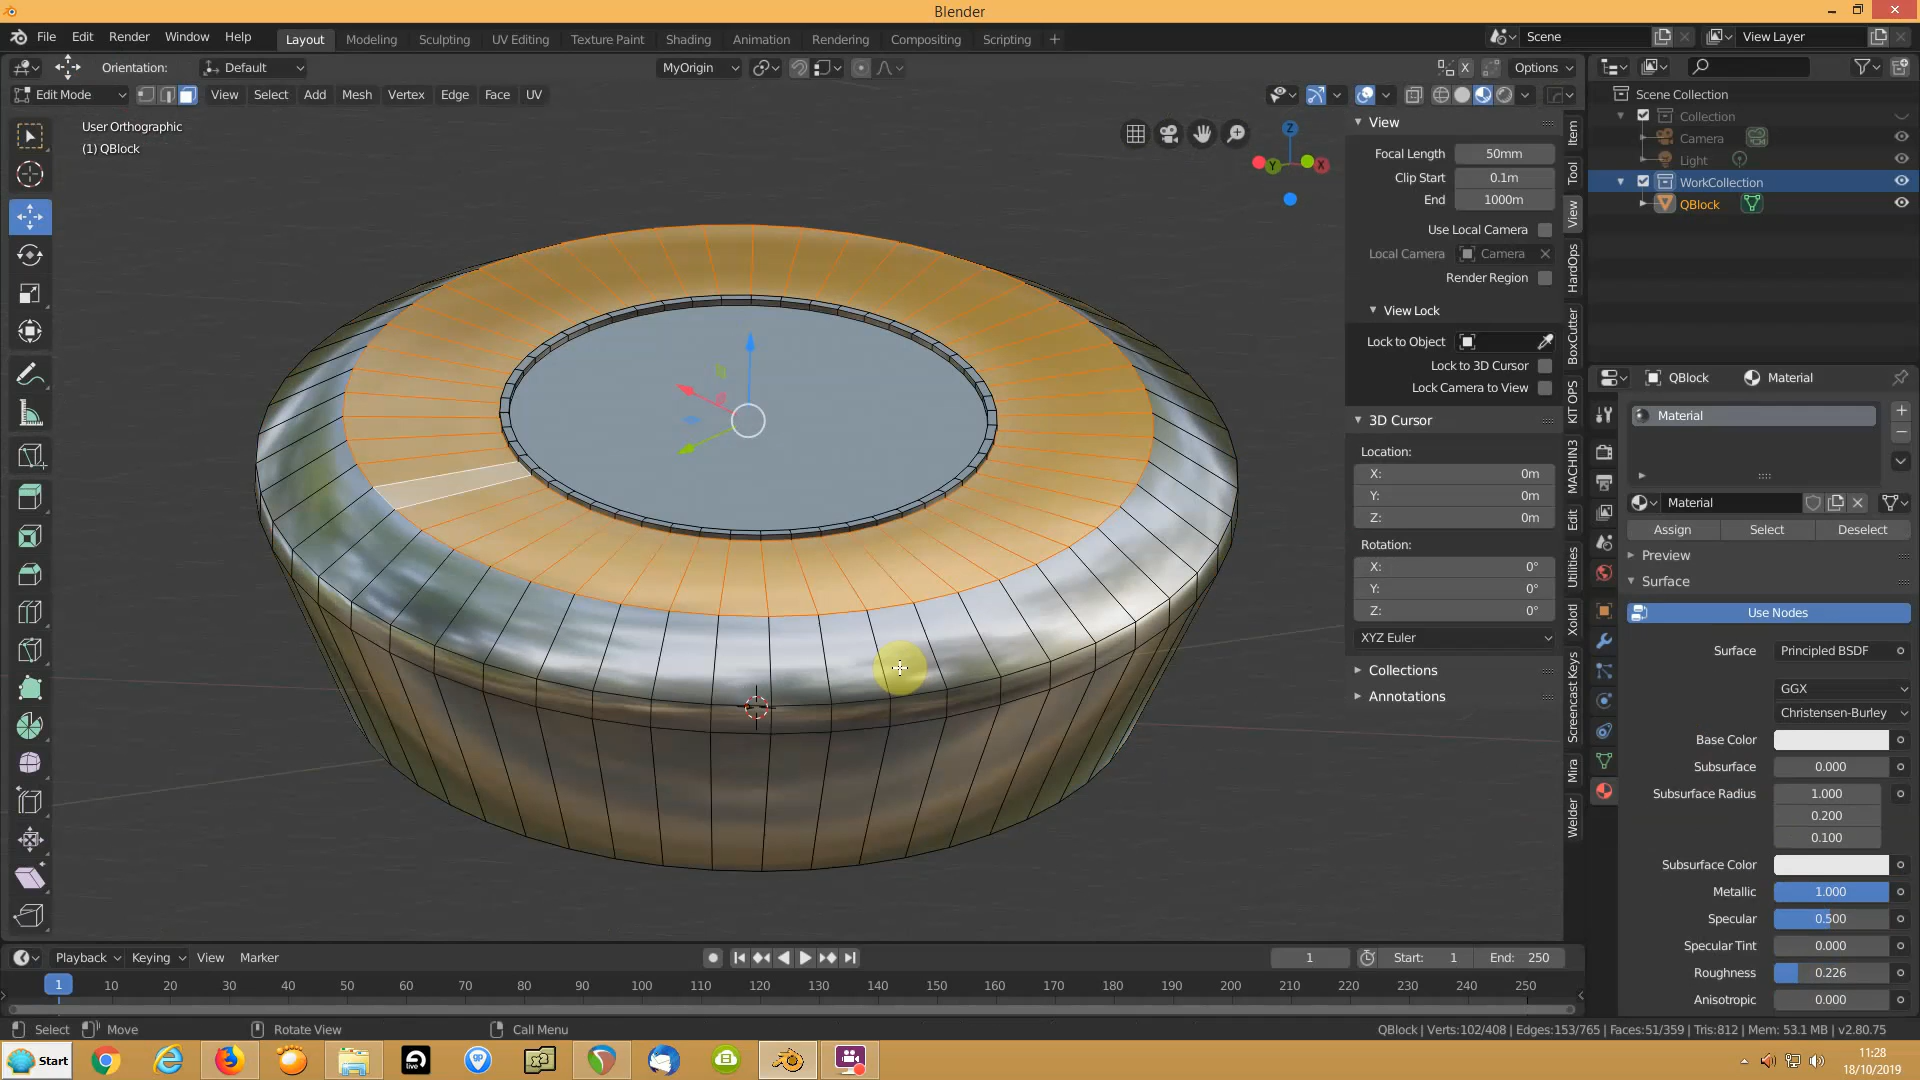 Blender
File Edit Render Window Help Layout Modeling Sculpting UV Editing Texture Paint Shading Animation Rendering Compositing Scripting + Scene View Layer
Orientation: Default MyOrigin X Options
Edit Mode View Select Add Mesh Vertex Edge Face UV
User Orthographic
(1) QBlock
Z
Y
X
View
Focal Length 50mm
Clip Start 0.1m
End 1000m
Use Local Camera
Local Camera Camera
Render Region
View Lock
Lock to Object
Lock to 3D Cursor
Lock Camera to View
3D Cursor
Location:
X: 0m
Y: 0m
Z: 0m
Rotation:
X: 0°
Y: 0°
Z: 0°
XYZ Euler
Collections
Annotations
Item
Tool
View
HardOps
BoxCutter
KIT OPS
MACHIN3
Edit
Utilities
Xolotl
Screencast Keys
Mira
Welder
Scene Collection
Collection
Camera
Light
WorkCollection
QBlock
QBlock Material
Material
Material
Assign Select Deselect
Preview
Surface
Use Nodes
Surface Principled BSDF
GGX
Christensen-Burley
Base Color
Subsurface 0.000
Subsurface Radius 1.000
0.200
0.100
Subsurface Color
Metallic 1.000
Specular 0.500
Specular Tint 0.000
Roughness 0.226
Anisotropic 0.000
Playback Keying View Marker 1 Start: 1 End: 250
1 10 20 30 40 50 60 70 80 90 100 110 120 130 140 150 160 170 180 190 200 210 220 230 240 250
Select Move Rotate View Call Menu QBlock | Verts:102/408 | Edges:153/765 | Faces:51/359 | Tris:812 | Mem: 53.1 MB | v2.80.75
Start live gp 11:28
18/10/2019